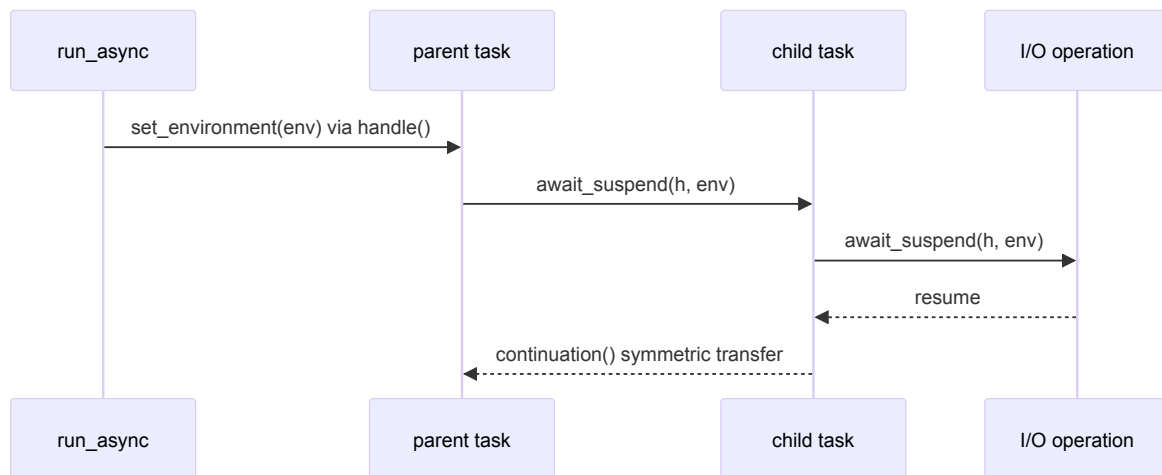 run_async
parent task
child task
I/O operation
set_environment(env) via handle()
await_suspend(h, env)
await_suspend(h, env)
resume
continuation() symmetric transfer
run_async
parent task
child task
I/O operation